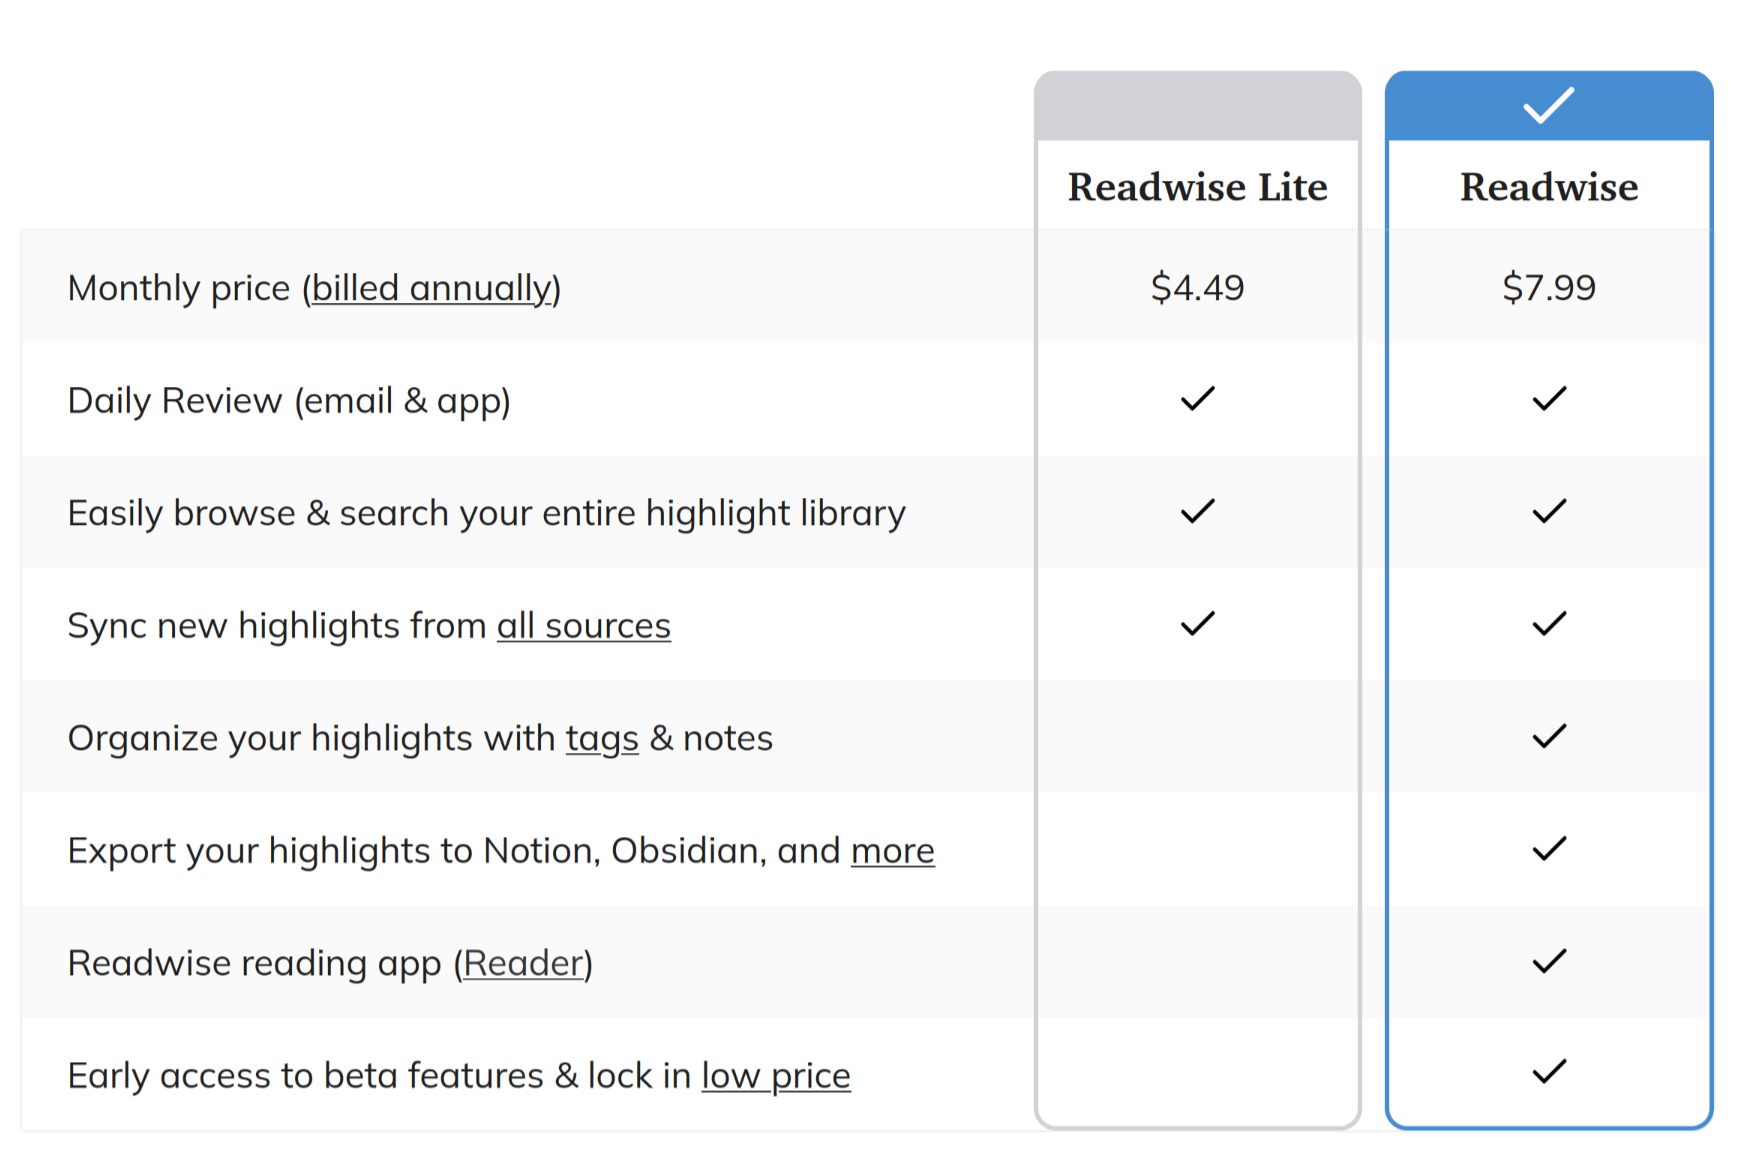 Readwise Lite Readwise
Monthly price (billed annually) $4.49 $7.99
Daily Review (email & app)
Easily browse & search your entire highlight library
Sync new highlights from all sources
Organize your highlights with tags & notes
Export your highlights to Notion, Obsidian, and more
Readwise reading app (Reader)
Early access to beta features & lock in low price